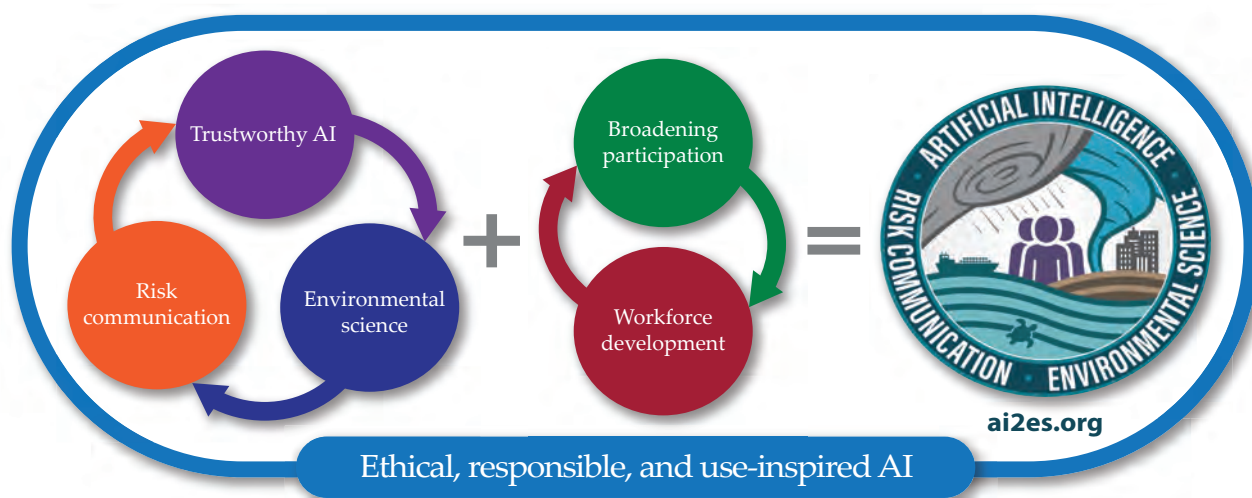 Trustworthy AI
Risk
communication
Environmental
science
+
Broadening
participation
Workforce
development
=
ARTIFICIAL INTELLIGENCE · ENVIRONMENTAL SCIENCE · RISK COMMUNICATION ·
ai2es.org
Ethical, responsible, and use-inspired AI